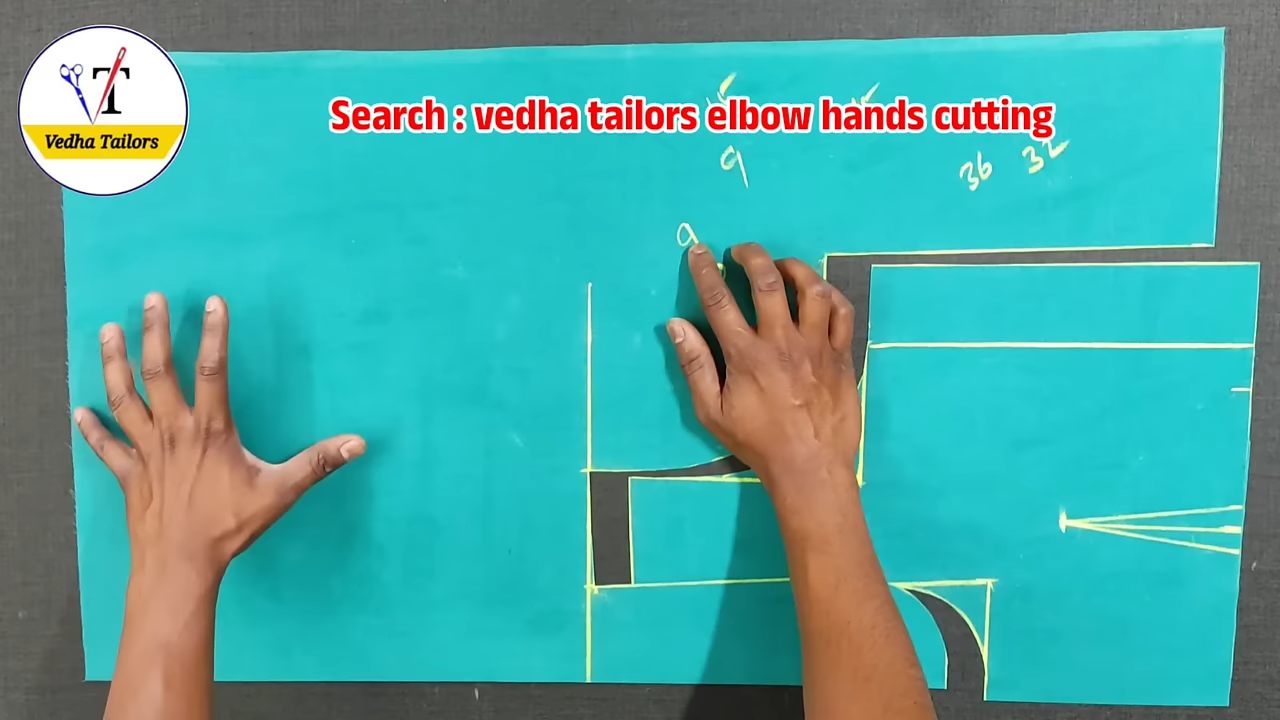 T
Vedha Tailors
Search : vedha tailors elbow hands cutting
9
36 32
9